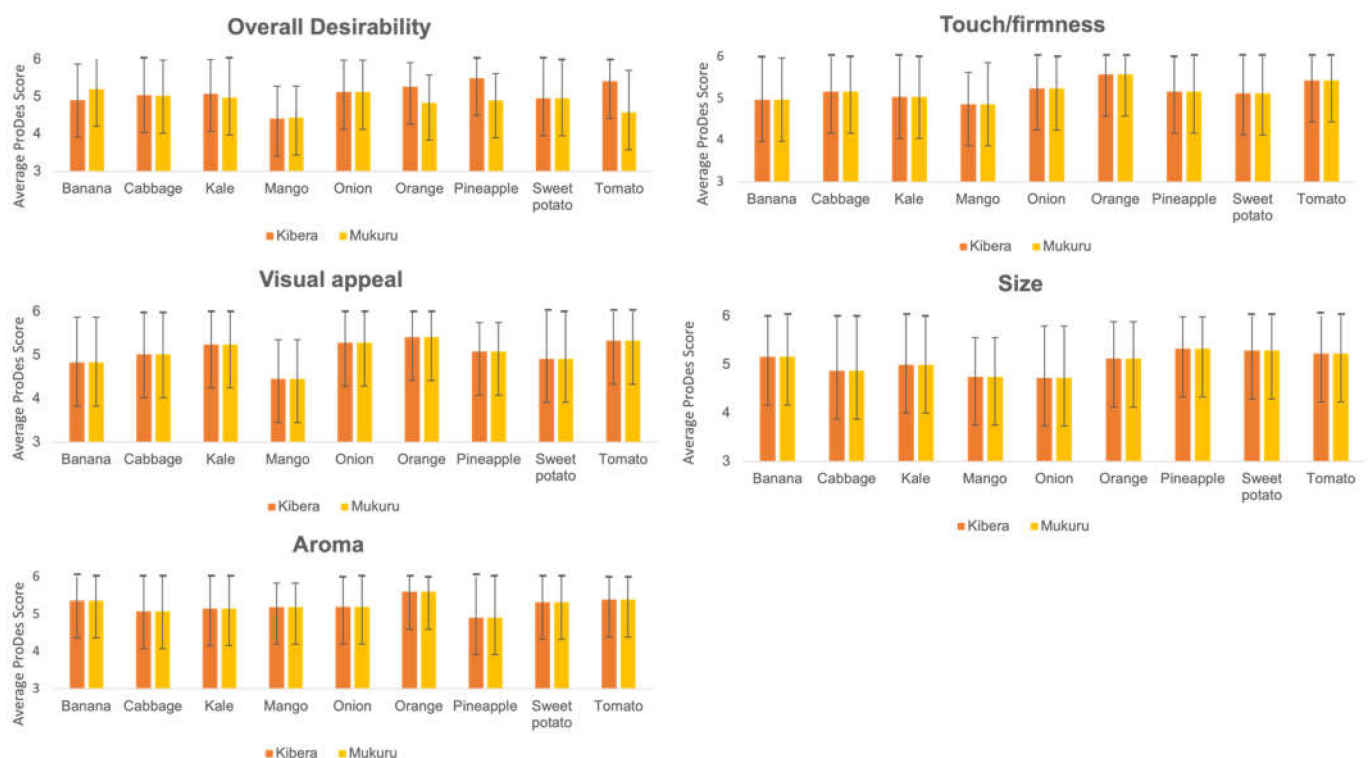 Overall Desirability
Average ProDes Score
6
5
4
3
Banana Cabbage Kale Mango Onion Orange Pineapple Sweet potato Tomato
Kibera Mukuru
Touch/firmness
Average ProDes Score
6
5
4
3
Banana Cabbage Kale Mango Onion Orange Pineapple Sweet potato Tomato
Kibera Mukuru
Visual appeal
Average ProDes Score
6
5
4
3
Banana Cabbage Kale Mango Onion Orange Pineapple Sweet potato Tomato
Kibera Mukuru
Size
Average ProDes Score
6
5
4
3
Banana Cabbage Kale Mango Onion Orange Pineapple Sweet potato Tomato
Kibera Mukuru
Aroma
Average ProDes Score
6
5
4
3
Banana Cabbage Kale Mango Onion Orange Pineapple Sweet potato Tomato
Kibera Mukuru